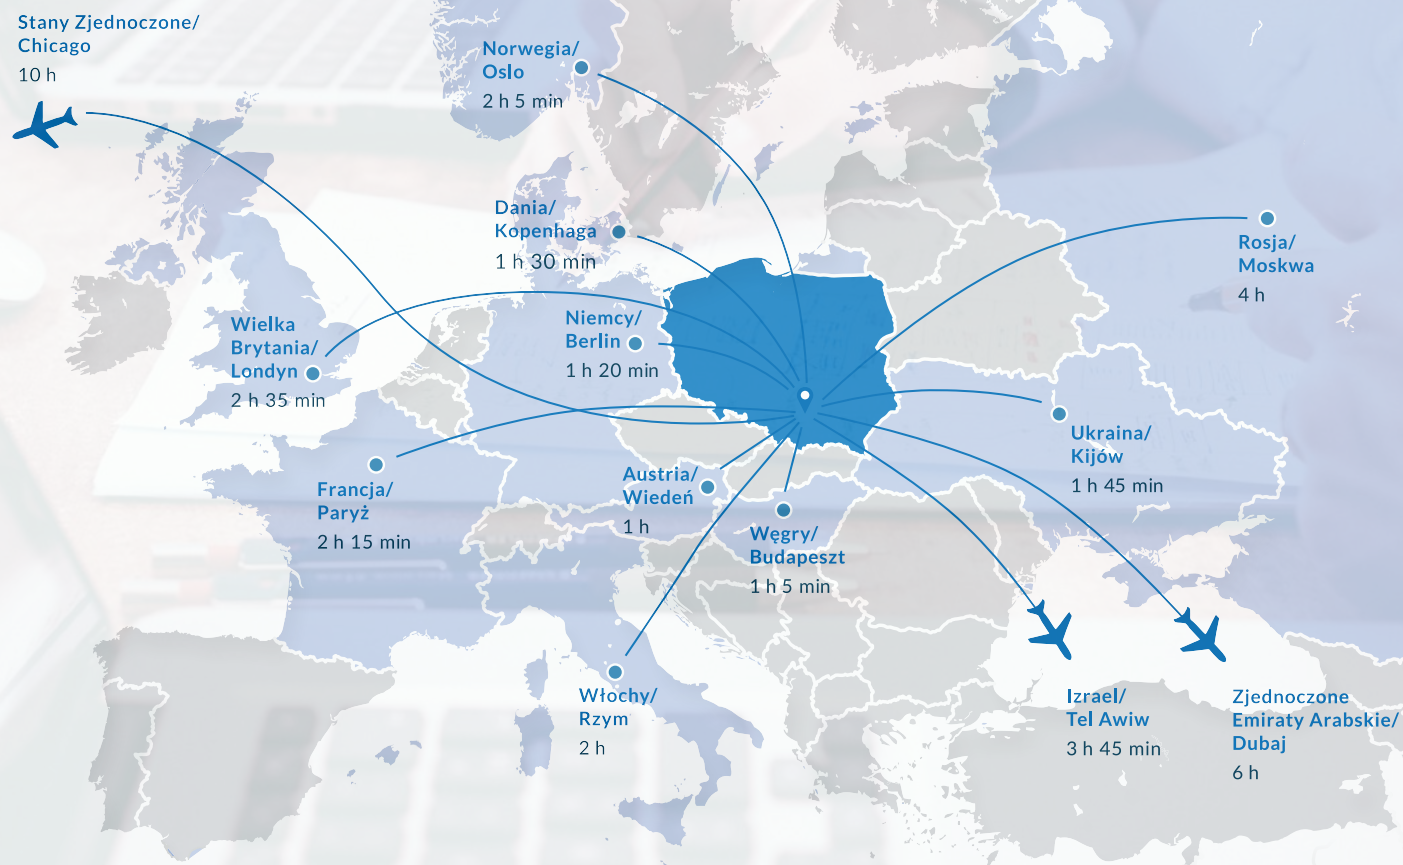 Stany Zjednoczone/
Chicago
10 h
Norwegia/
Oslo
2 h 5 min
Dania/
Kopenhaga
1 h 30 min
Rosja/
Moskwa
4 h
Wielka
Brytania/
Londyn
2 h 35 min
Niemcy/
Berlin
1 h 20 min
Ukraina/
Kijów
1 h 45 min
Francja/
Paryż
2 h 15 min
Austria/
Wiedeń
1 h
Węgry/
Budapeszt
1 h 5 min
Włochy/
Rzym
2 h
Izrael/
Tel Awiw
3 h 45 min
Zjednoczone
Emiraty Arabskie/
Dubaj
6 h